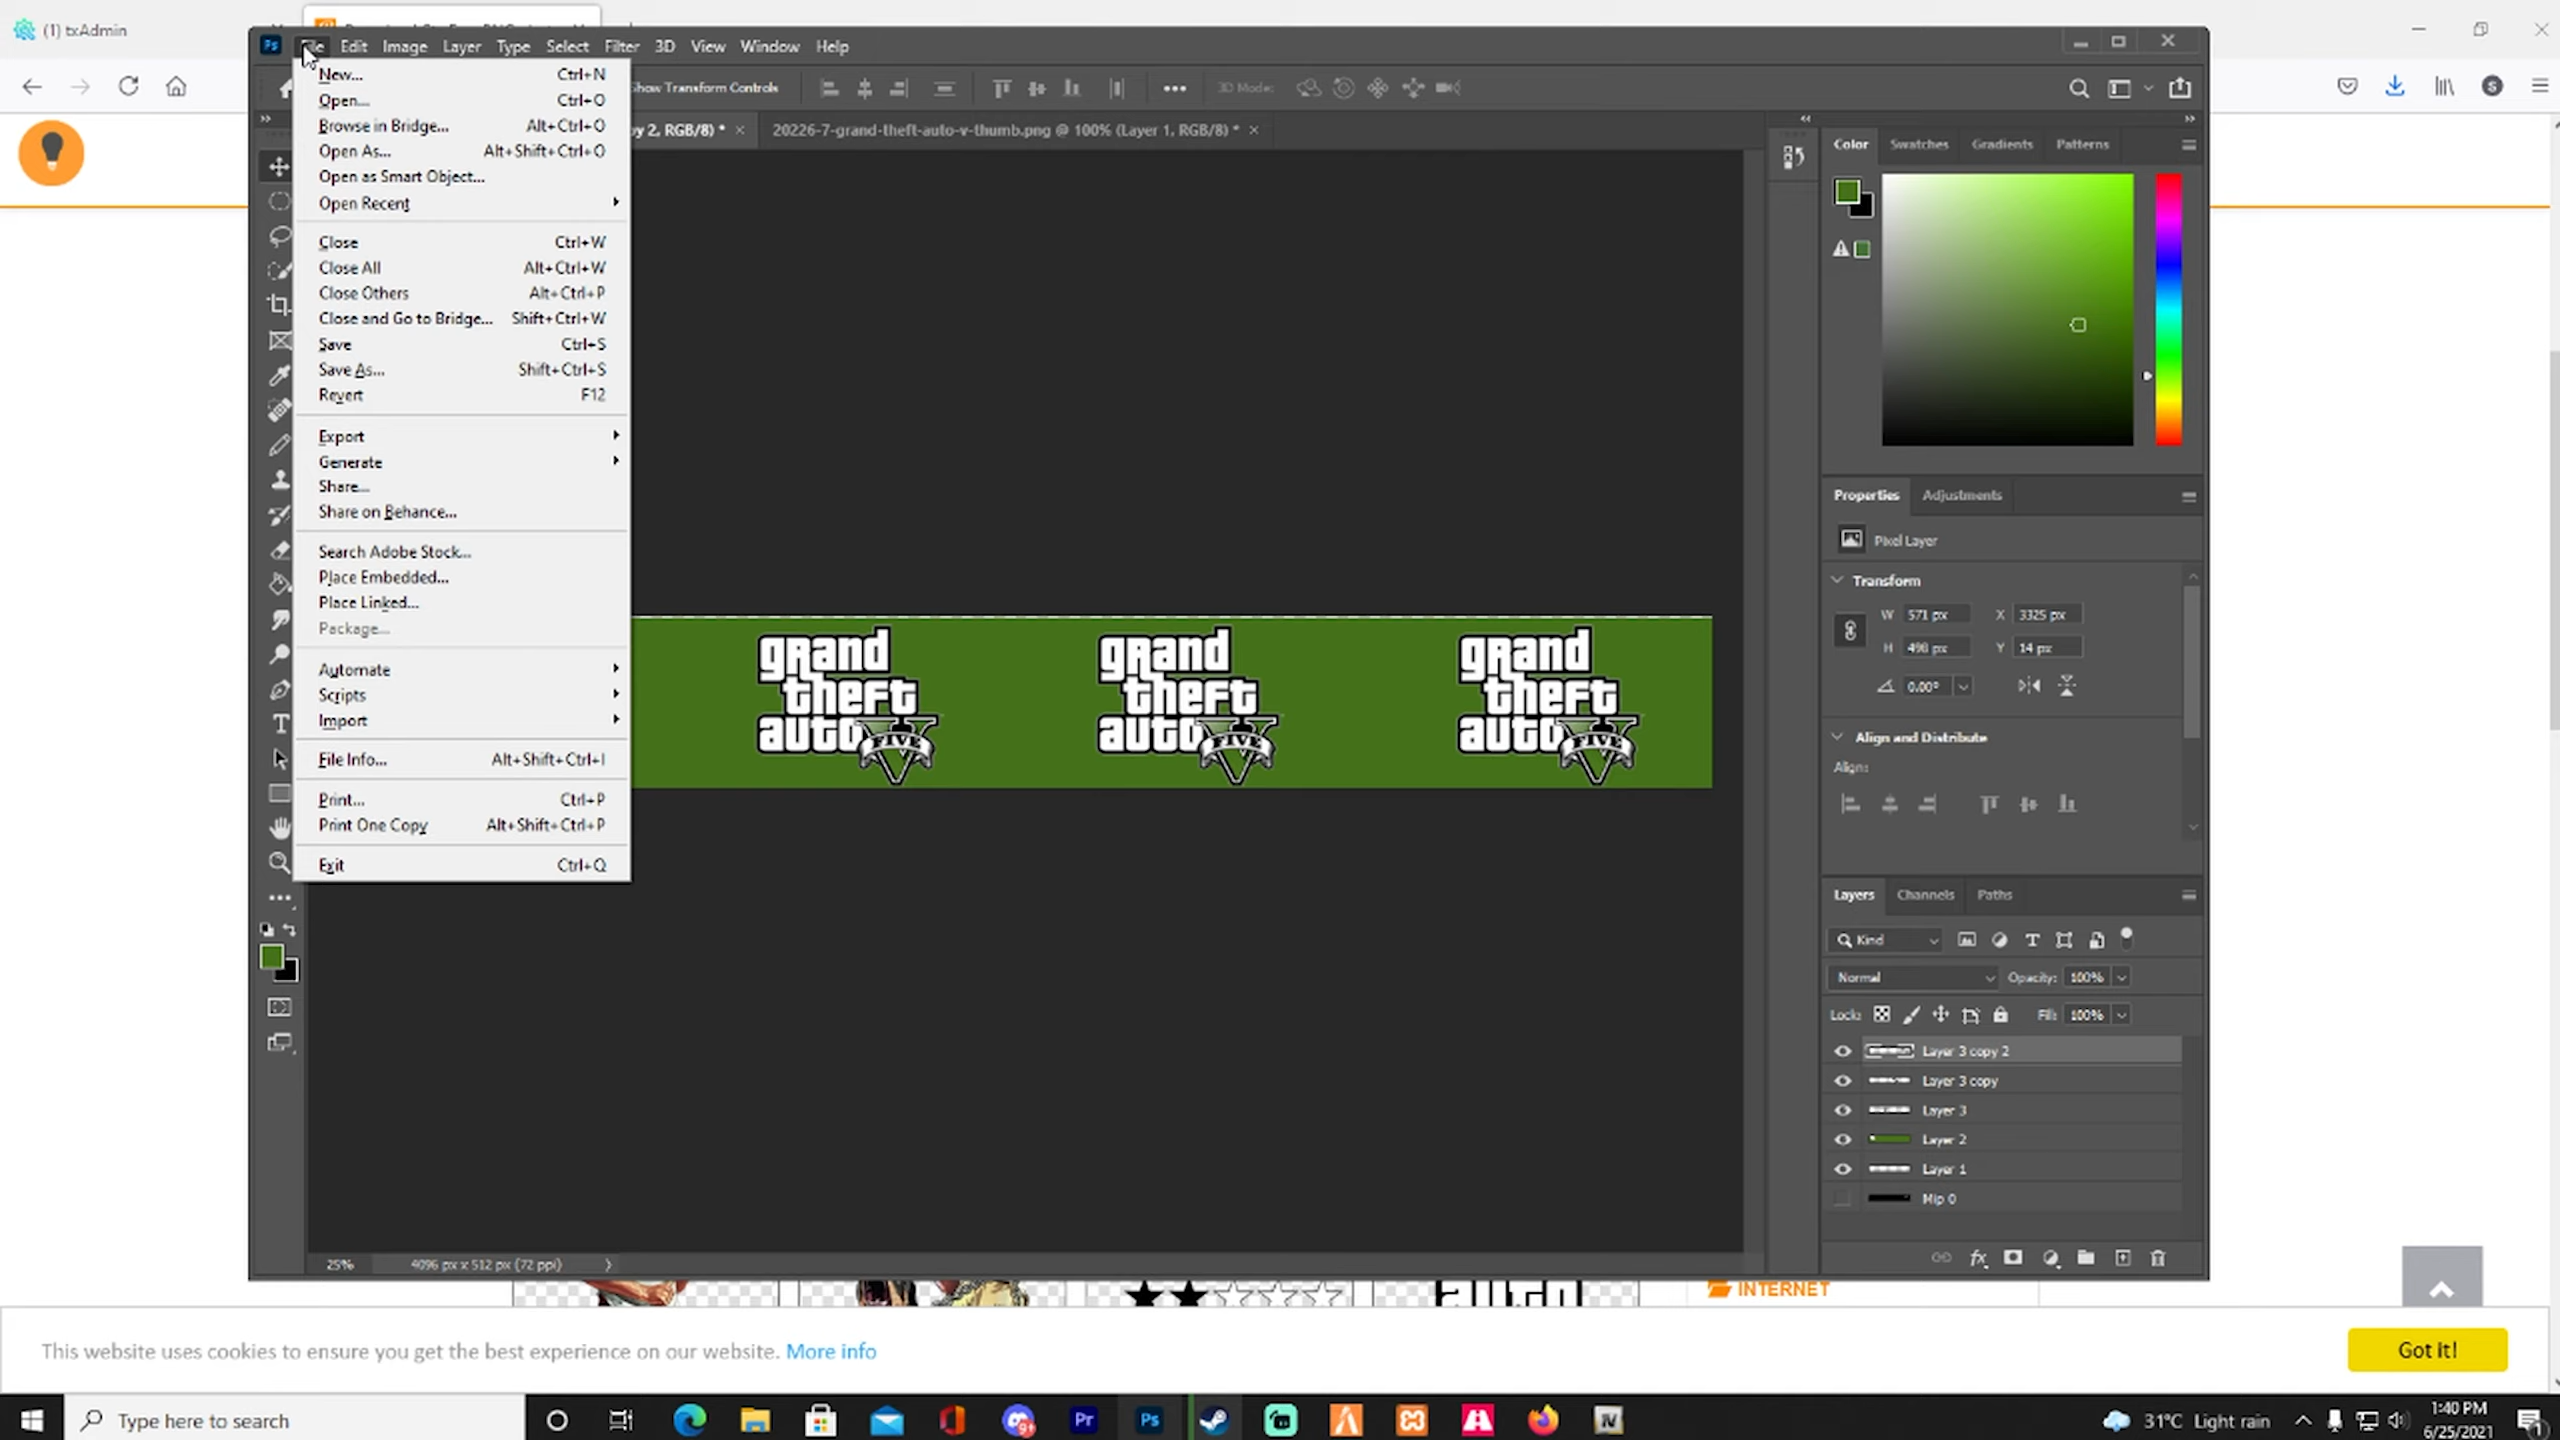 (1) txAdmin
File Edit Image Layer Type Select Filter 3D View Window Help
Show Transform Controls
3D Mode:
y 2, RGB/8) *
20226-7-grand-theft-auto-v-thumb.png @ 100% (Layer 1, RGB/8) *
New... Ctrl+N
Open... Ctrl+O
Browse in Bridge... Alt+Ctrl+O
Open As... Alt+Shift+Ctrl+O
Open as Smart Object...
Open Recent
Close Ctrl+W
Close All Alt+Ctrl+W
Close Others Alt+Ctrl+P
Close and Go to Bridge... Shift+Ctrl+W
Save Ctrl+S
Save As... Shift+Ctrl+S
Revert F12
Export
Generate
Share...
Share on Behance...
Search Adobe Stock...
Place Embedded...
Place Linked...
Package...
Automate
Scripts
Import
File Info... Alt+Shift+Ctrl+I
Print... Ctrl+P
Print One Copy Alt+Shift+Ctrl+P
Exit Ctrl+Q
grand theft auto V FIVE
grand theft auto V FIVE
grand theft auto V FIVE
Color Swatches Gradients Patterns
Properties Adjustments
Pixel Layer
Transform
W 571 px X 3325 px
H 498 px Y 14 px
0.00°
Align and Distribute
Align:
Layers Channels Paths
Kind
Normal Opacity: 100%
Lock: Fill: 100%
Layer 3 copy 2
Layer 3 copy
Layer 3
Layer 2
Layer 1
Mip 0
25% 4096 px x 512 px (72 ppi)
INTERNET
This website uses cookies to ensure you get the best experience on our website. More info
Got it!
Type here to search
31°C Light rain
1:40 PM
6/25/2021